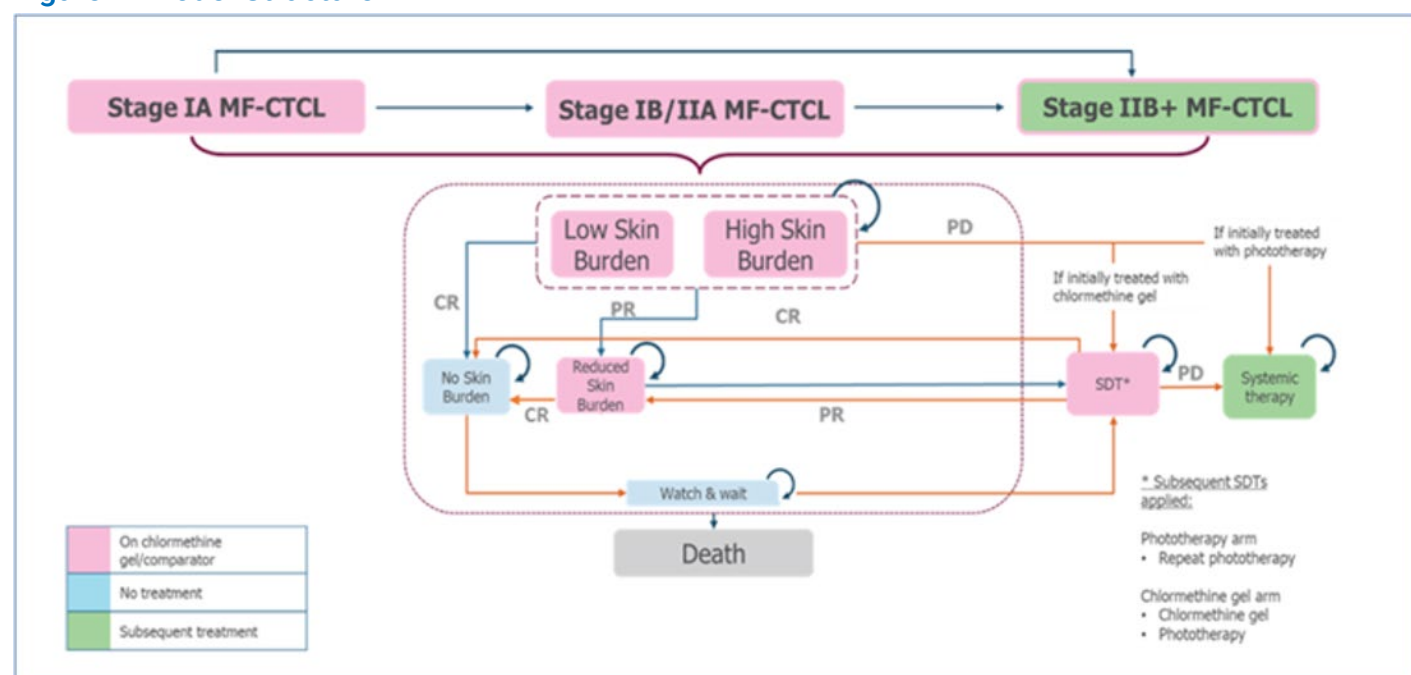 Stage IA MF-CTCL
Stage IB/IIA MF-CTCL
Stage IIB+ MF-CTCL
Low Skin
Burden
High Skin
Burden
PD
If initially treated
with phototherapy
If initially treated with
chlormethine gel
CR
PR
CR
No Skin
Burden
Reduced
Skin
Burden
SDT*
PD
Systemic
therapy
CR
PR
Watch & wait
Death
* Subsequent SDTs
applied:
Phototherapy arm
• Repeat phototherapy
Chlormethine gel arm
• Chlormethine gel
• Phototherapy
On chlormethine
gel/comparator
No treatment
Subsequent treatment